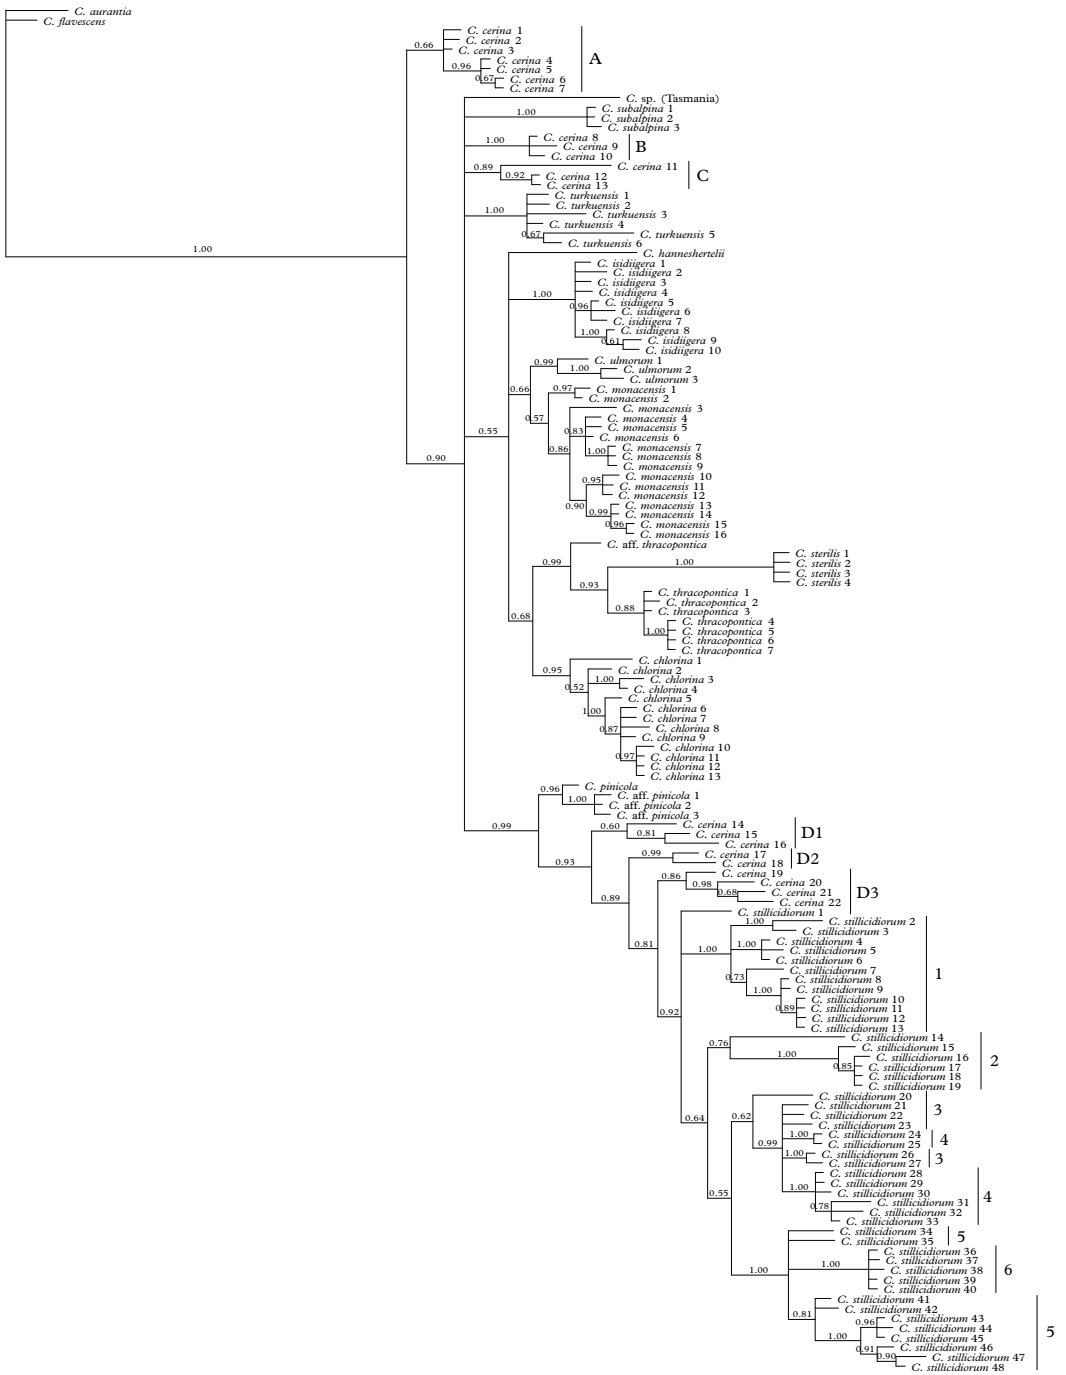 C. aurantia
C. flavescens
C. cerina 1
0.66
C. cerina 2
C. cerina 3
C. cerina 4
A
0.96
C. cerina 5
0.67
C. cerina 6
C. cerina 7
C. sp. (Tasmania)
C. subalpina 1
1.00
C. subalpina 2
C. subalpina 3
C. cerina 8
1.00
C. cerina 9
B
C. cerina 10
0.89
C. cerina 11
0.92
C. cerina 12
C
C. cerina 13
C. turkuensis 1
C. turkuensis 2
1.00
C. turkuensis 3
C. turkuensis 4
0.67
C. turkuensis 5
C. turkuensis 6
1.00
C. hanneshertelii
C. isidiigera 1
C. isidiigera 2
C. isidiigera 3
1.00
C. isidiigera 4
C. isidiigera 5
0.96
C. isidiigera 6
C. isidiigera 7
1.00
C. isidiigera 8
0.61
C. isidiigera 9
C. isidiigera 10
0.99
C. ulmorum 1
1.00
C. ulmorum 2
C. ulmorum 3
0.66
0.97
C. monacensis 1
C. monacensis 2
C. monacensis 3
0.57
C. monacensis 4
C. monacensis 5
0.55
0.83
C. monacensis 6
0.86
C. monacensis 7
1.00
C. monacensis 8
0.90
C. monacensis 9
C. monacensis 10
0.95
C. monacensis 11
C. monacensis 12
0.90
C. monacensis 13
0.99
C. monacensis 14
0.96
C. monacensis 15
C. monacensis 16
C. aff. thracopontica
C. sterilis 1
0.99
1.00
C. sterilis 2
C. sterilis 3
0.93
C. sterilis 4
C. thracopontica 1
C. thracopontica 2
0.88
C. thracopontica 3
0.68
C. thracopontica 4
1.00
C. thracopontica 5
C. thracopontica 6
C. thracopontica 7
C. chlorina 1
0.95
C. chlorina 2
1.00
C. chlorina 3
0.52
C. chlorina 4
C. chlorina 5
1.00
C. chlorina 6
C. chlorina 7
0.87
C. chlorina 8
C. chlorina 9
C. chlorina 10
0.97
C. chlorina 11
C. chlorina 12
C. chlorina 13
0.96
C. pinicola
1.00
C. aff. pinicola 1
C. aff. pinicola 2
C. aff. pinicola 3
0.99
0.60
C. cerina 14
0.81
C. cerina 15
D1
C. cerina 16
0.99
C. cerina 17
0.93
C. cerina 18
D2
0.86
C. cerina 19
0.98
C. cerina 20
0.68
C. cerina 21
D3
0.89
C. cerina 22
C. stillicidiorum 1
1.00
C. stillicidiorum 2
C. stillicidiorum 3
0.81
1.00
C. stillicidiorum 4
1.00
C. stillicidiorum 5
C. stillicidiorum 6
C. stillicidiorum 7
1
0.73
C. stillicidiorum 8
1.00
C. stillicidiorum 9
C. stillicidiorum 10
0.89
C. stillicidiorum 11
0.92
C. stillicidiorum 12
C. stillicidiorum 13
C. stillicidiorum 14
0.76
C. stillicidiorum 15
1.00
C. stillicidiorum 16
2
0.85
C. stillicidiorum 17
C. stillicidiorum 18
C. stillicidiorum 19
C. stillicidiorum 20
C. stillicidiorum 21
3
0.64
0.62
C. stillicidiorum 22
C. stillicidiorum 23
1.00
C. stillicidiorum 24
4
0.99
C. stillicidiorum 25
1.00
C. stillicidiorum 26
3
C. stillicidiorum 27
C. stillicidiorum 28
1.00
C. stillicidiorum 29
0.55
C. stillicidiorum 30
4
0.78
C. stillicidiorum 31
C. stillicidiorum 32
C. stillicidiorum 33
C. stillicidiorum 34
5
C. stillicidiorum 35
C. stillicidiorum 36
1.00
1.00
C. stillicidiorum 37
C. stillicidiorum 38
6
C. stillicidiorum 39
C. stillicidiorum 40
C. stillicidiorum 41
0.81
C. stillicidiorum 42
0.96
C. stillicidiorum 43
C. stillicidiorum 44
5
1.00
C. stillicidiorum 45
0.91
C. stillicidiorum 46
0.90
C. stillicidiorum 47
C. stillicidiorum 48